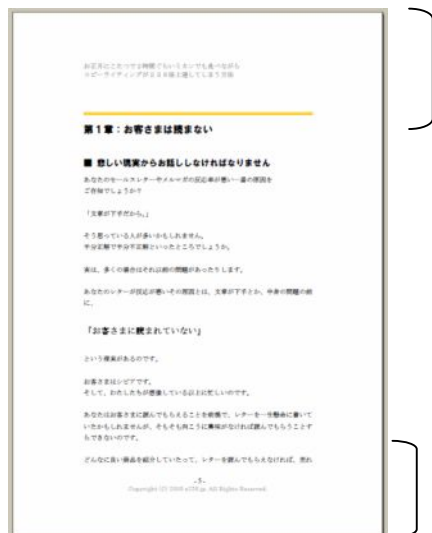 お正月にこたつで2時間ぐらいミカンでも食べながら
コピーライティングが339倍上達してしまう方法
第1章：お客さまは読まない
■ 悲しい現実からお話ししなければなりません
あなたのセールスレターやメルマガの反応率が悪い一番の原因を
ご存知でしょうか？
「文章が下手だから。」
そう思っている人が多いかもしれません。
半分正解で半分不正解といったところでしょうか。
実は、多くの場合はそれ以前の問題があったりします。
あなたのレターが反応が悪いその原因とは、文章が下手とか、中身の問題の前
に、
「お客さまに読まれていない」
という現実があるのです。
お客さまはシビアです。
そして、わたしたちが想像している以上に忙しいのです。
あなたはお客さまに読んでもらえることを前提で、レターを一生懸命に書いて
いたかもしれませんが、そもそも向こうに興味がなければ読んでもらうことす
らできないのです。
どんなに良い商品を紹介していたって、レターを読んでもらえなければ、売れ
- 5 -
Copyright (C) 2008 All Rights Reserved.